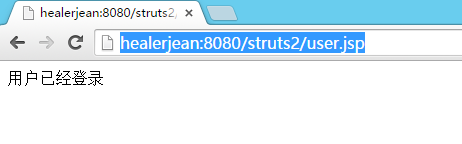 healerjean:8080/struts2,
healerjean:8080/struts2/user.jsp
用户已经登录